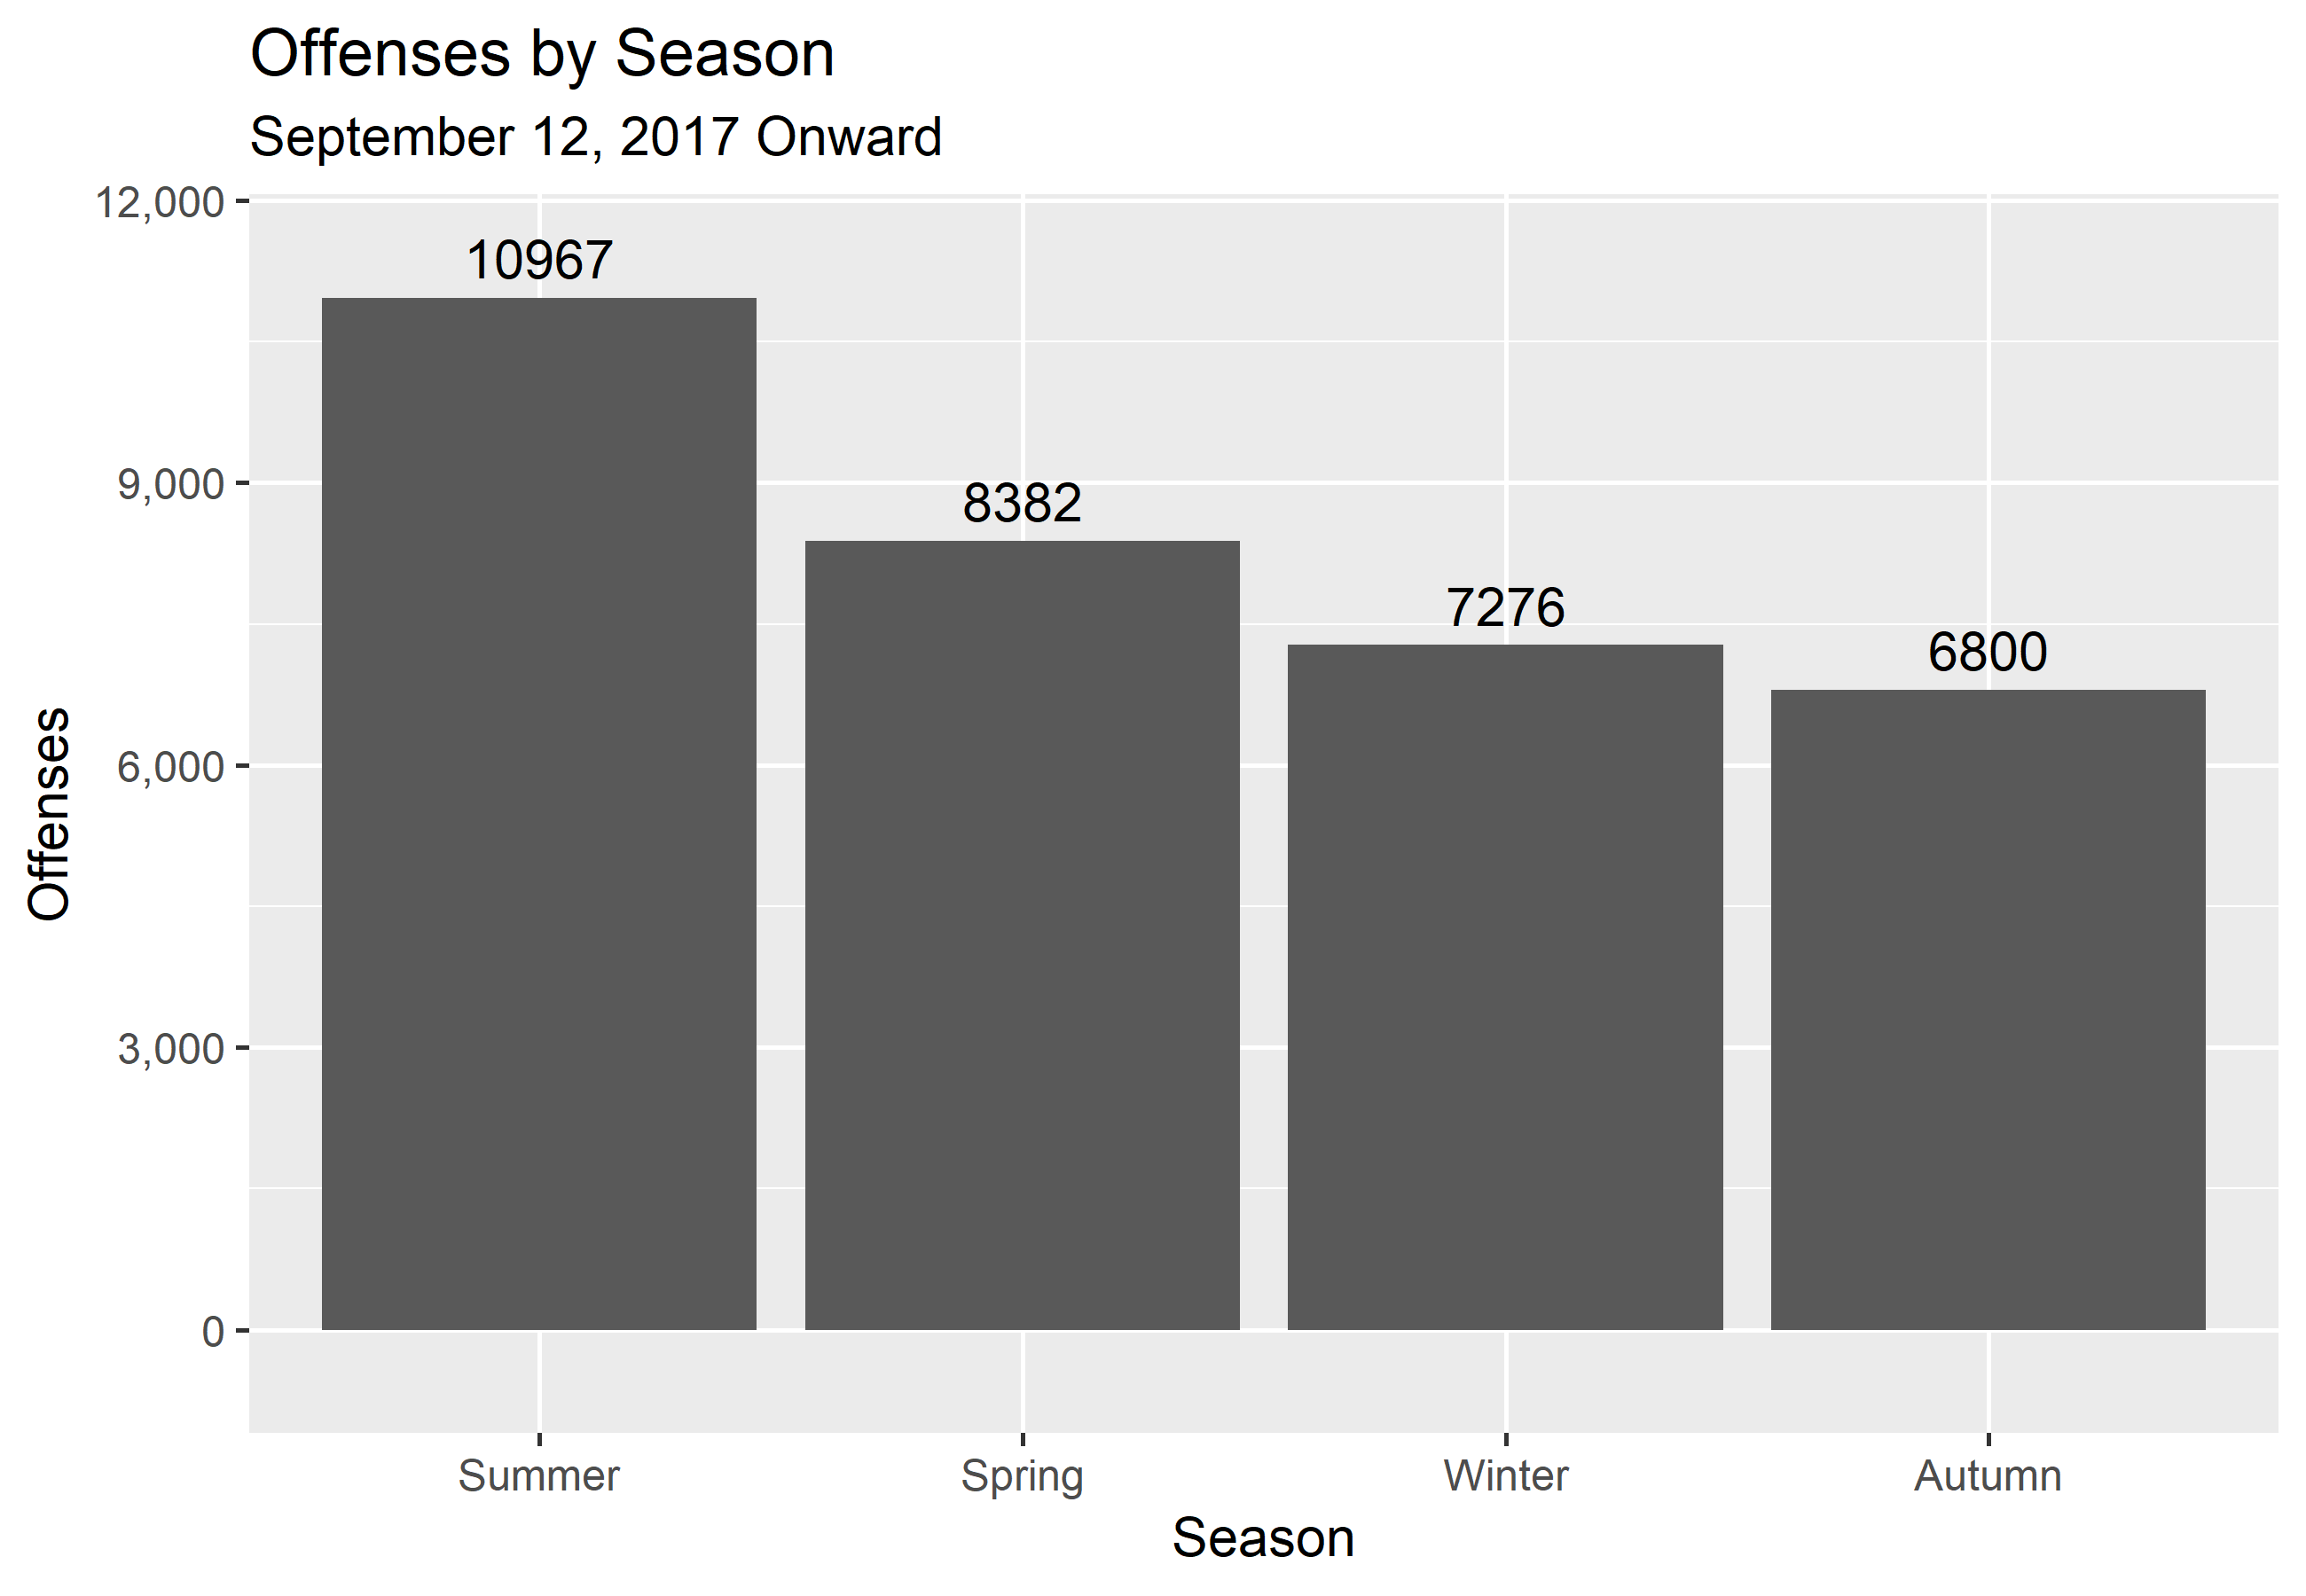 Offenses by Season
September 12, 2017 Onward
12,000
9,000
6,000
3,000
0
Offenses
10967
8382
7276
6800
Summer Spring Winter Autumn
Season